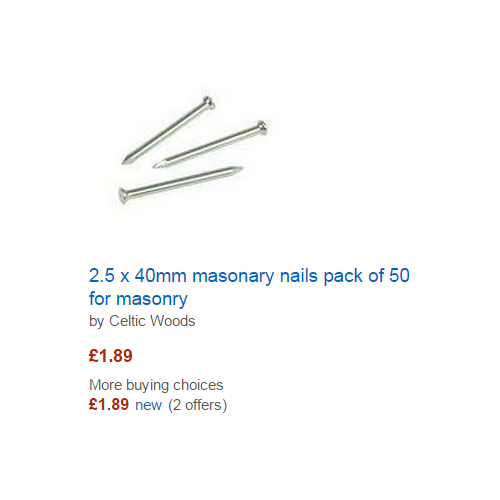 2.5 x 40mm masonary nails pack of 50
for masonry
by Celtic Woods
£1.89
More buying choices
£1.89 new (2 offers)